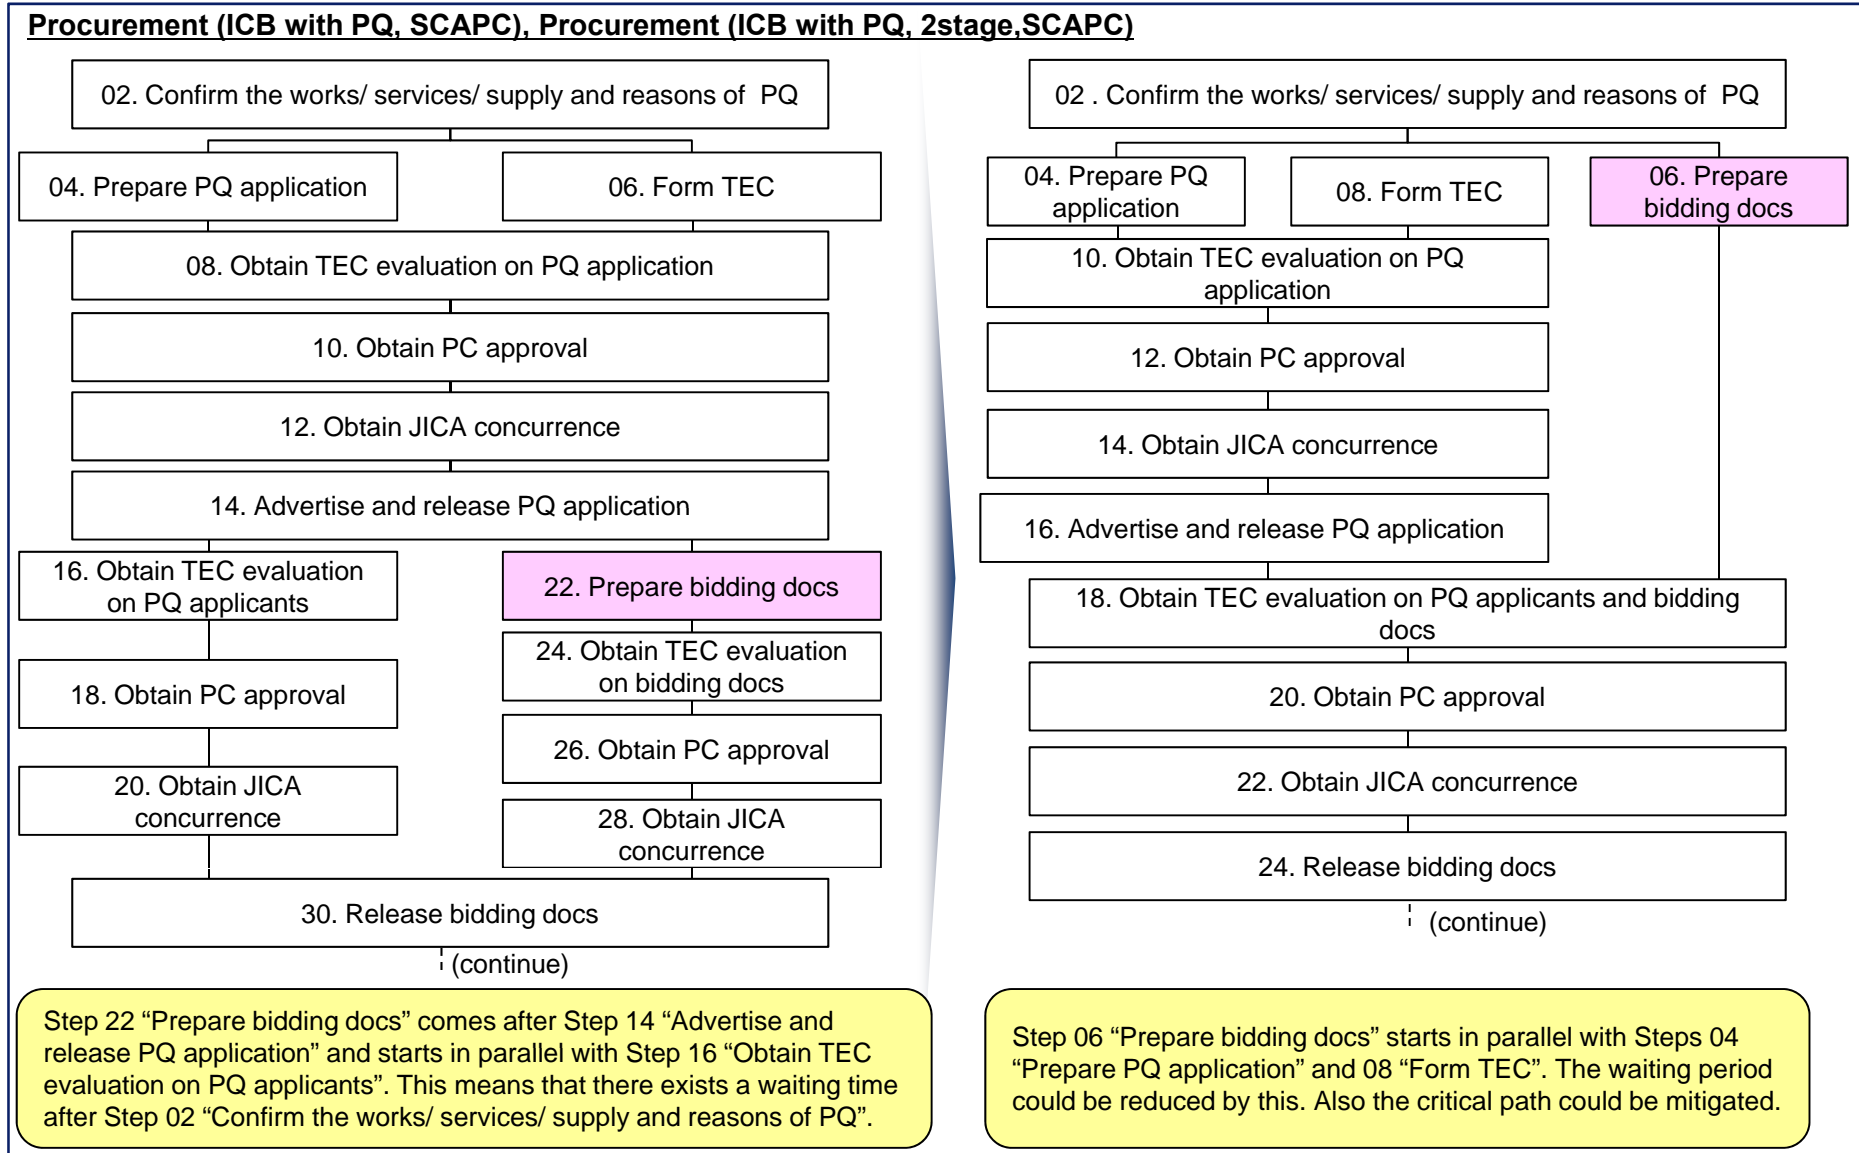 Procurement (ICB with PQ, SCAPC), Procurement (ICB with PQ, 2stage,SCAPC)
02. Confirm the works/ services/ supply and reasons of  PQ
04. Prepare PQ application
06. Form TEC
08. Obtain TEC evaluation on PQ application
10. Obtain PC approval
12. Obtain JICA concurrence
14. Advertise and release PQ application
16. Obtain TEC evaluation
on PQ applicants
22. Prepare bidding docs
24. Obtain TEC evaluation
on bidding docs
18. Obtain PC approval
26. Obtain PC approval
20. Obtain JICA
concurrence
28. Obtain JICA
concurrence
30. Release bidding docs
(continue)
Step 22 “Prepare bidding docs” comes after Step 14 “Advertise and
release PQ application” and starts in parallel with Step 16 “Obtain TEC
evaluation on PQ applicants”. This means that there exists a waiting time
after Step 02 “Confirm the works/ services/ supply and reasons of PQ”.
02 . Confirm the works/ services/ supply and reasons of  PQ
04. Prepare PQ
application
08. Form TEC
06. Prepare
bidding docs
10. Obtain TEC evaluation on PQ
application
12. Obtain PC approval
14. Obtain JICA concurrence
16. Advertise and release PQ application
18. Obtain TEC evaluation on PQ applicants and bidding
docs
20. Obtain PC approval
22. Obtain JICA concurrence
24. Release bidding docs
(continue)
Step 06 “Prepare bidding docs” starts in parallel with Steps 04
“Prepare PQ application” and 08 “Form TEC”. The waiting period
could be reduced by this. Also the critical path could be mitigated.